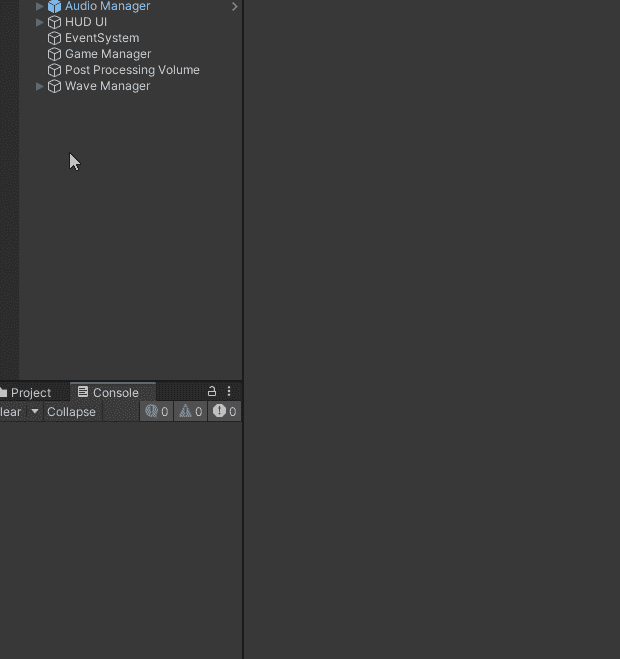 Audio Manager
HUD UI
EventSystem
Game Manager
Post Processing Volume
Wave Manager
Project Console
lear Collapse 0 0 0